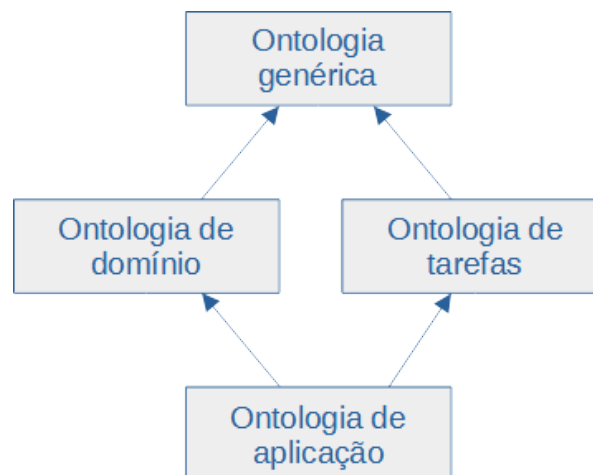 Ontologia
genérica
Ontologia de
domínio
Ontologia de
tarefas
Ontologia de
aplicação